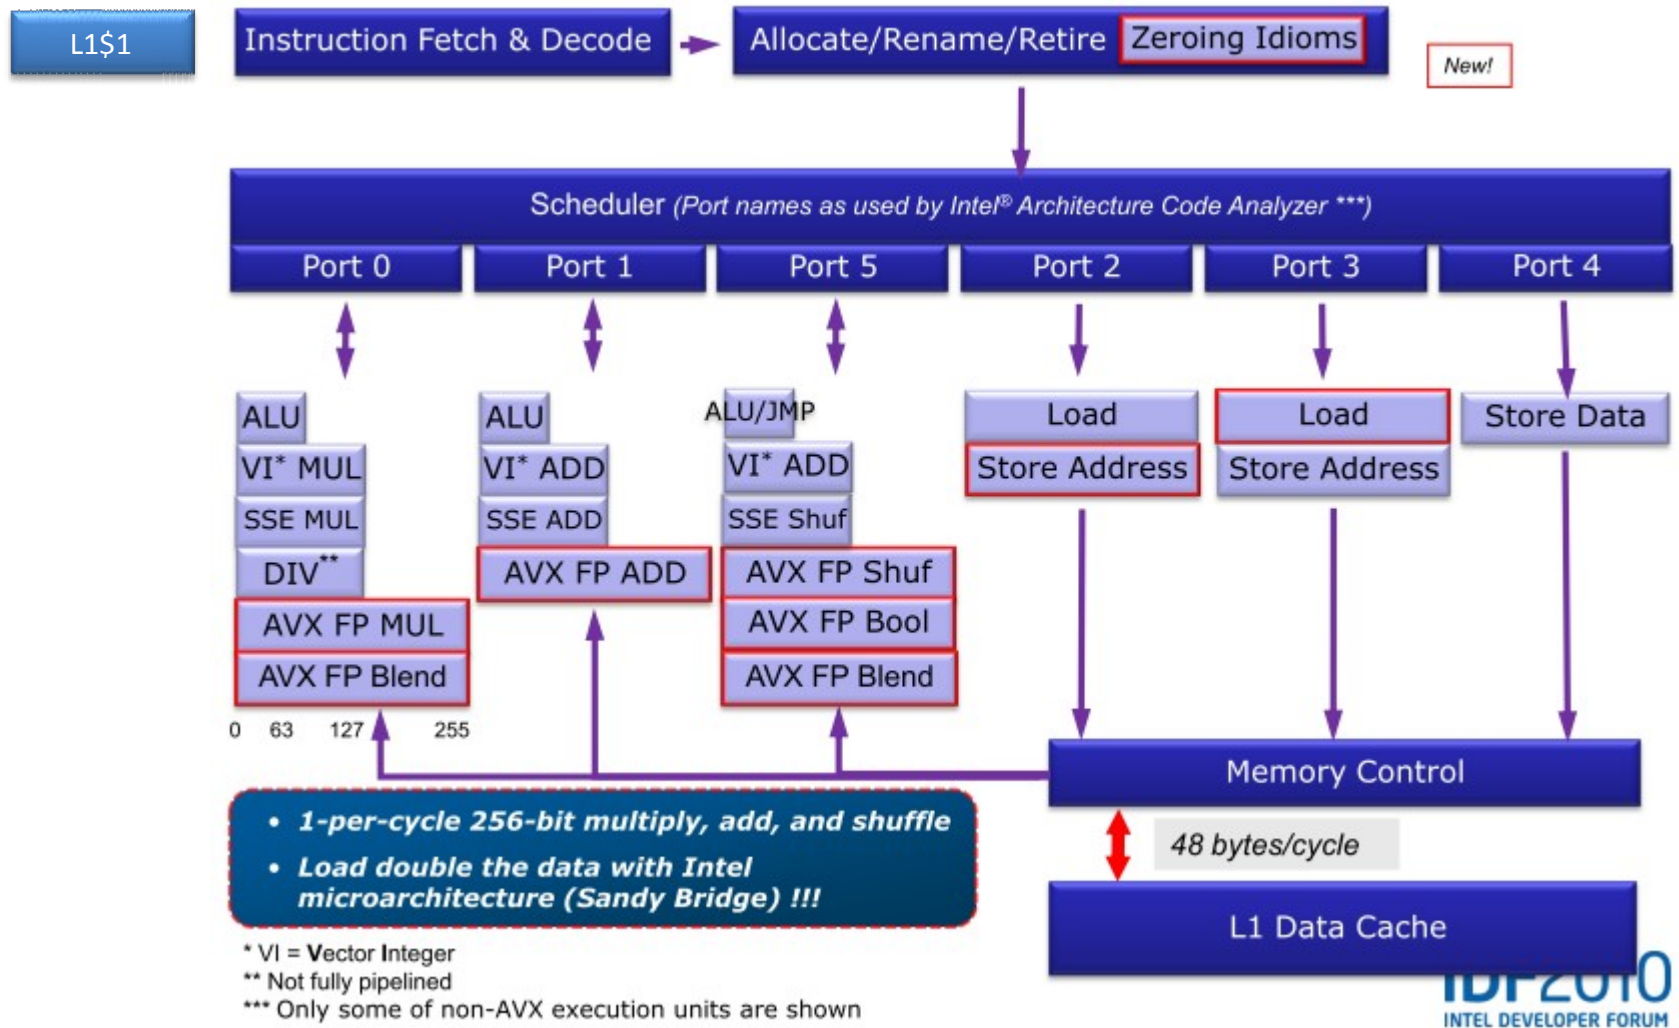 L1$1
Instruction Fetch & Decode
Allocate/Rename/Retire
Zeroing Idioms
New!
Scheduler (Port names as used by Intel® Architecture Code Analyzer ***)
Port 0
Port 1
Port 5
Port 2
Port 3
Port 4
ALU
VI* MUL
SSE MUL
DIV**
AVX FP MUL
AVX FP Blend
0 63 127 255
ALU
VI* ADD
SSE ADD
AVX FP ADD
ALU/JMP
VI* ADD
SSE Shuf
AVX FP Shuf
AVX FP Bool
AVX FP Blend
Load
Store Address
Load
Store Address
Store Data
Memory Control
48 bytes/cycle
L1 Data Cache
• 1-per-cycle 256-bit multiply, add, and shuffle
• Load double the data with Intel
microarchitecture (Sandy Bridge) !!!
* VI = Vector Integer
** Not fully pipelined
*** Only some of non-AVX execution units are shown
IDF2010
INTEL DEVELOPER FORUM